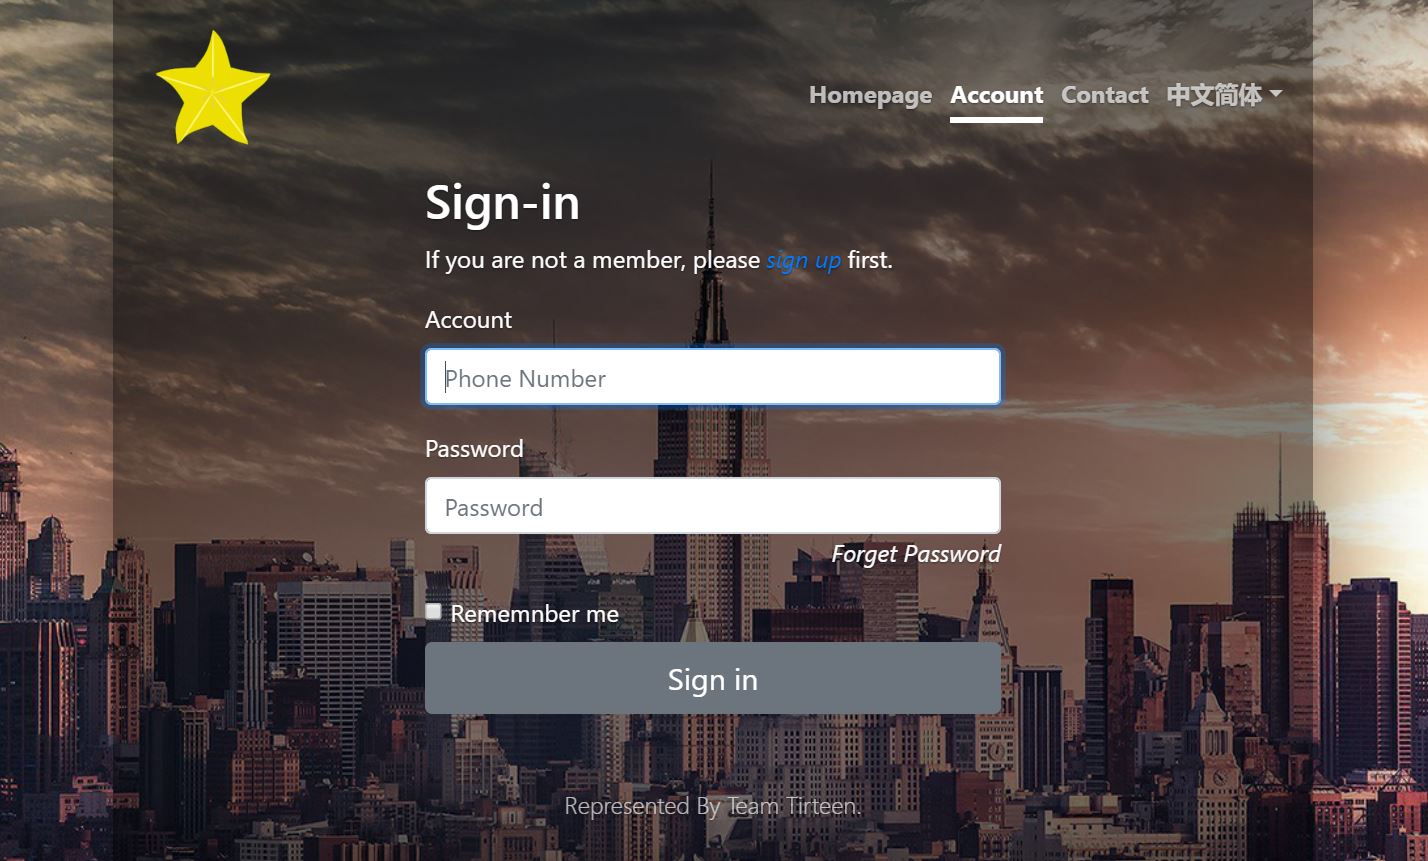 Homepage Account Contact 中文简体
Sign-in
If you are not a member, please sign up first.
Account
Phone Number
Password
Password
Forget Password
Rememnber me
Sign in
Represented By Team Tirteen.